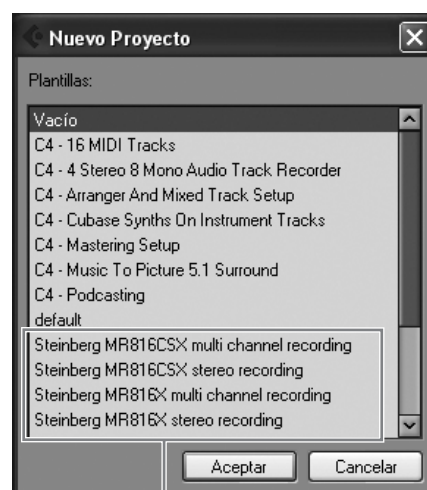 Nuevo Proyecto
Plantillas:
Vacío
C4 - 16 MIDI Tracks
C4 - 4 Stereo 8 Mono Audio Track Recorder
C4 - Arranger And Mixed Track Setup
C4 - Cubase Synths On Instrument Tracks
C4 - Mastering Setup
C4 - Music To Picture 5.1 Surround
C4 - Podcasting
default
Steinberg MR816CSX multi channel recording
Steinberg MR816CSX stereo recording
Steinberg MR816X multi channel recording
Steinberg MR816X stereo recording
Aceptar
Cancelar